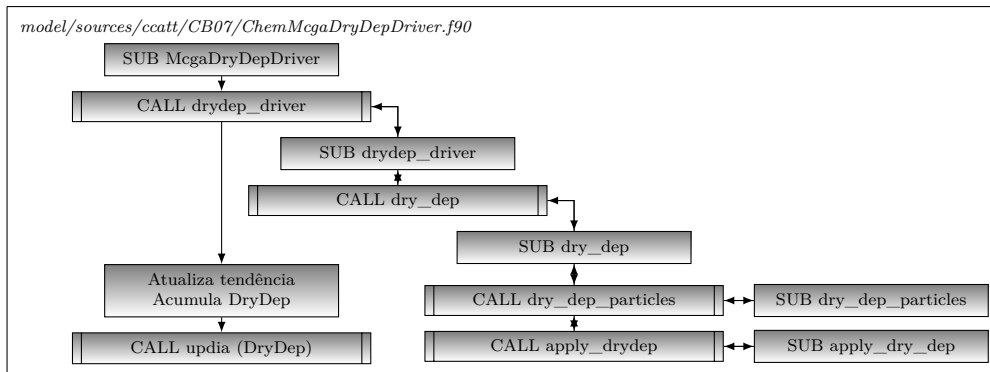 model/sources/ccatt/CB07/ChemMcgaDryDepDriver.f90
SUB McgaDryDepDriver
CALL drydep_driver
SUB drydep_driver
CALL dry_dep
SUB dry_dep
Atualiza tendência
Acumula DryDep
CALL dry_dep_particles
SUB dry_dep_particles
CALL updia (DryDep)
CALL apply_drydep
SUB apply_dry_dep